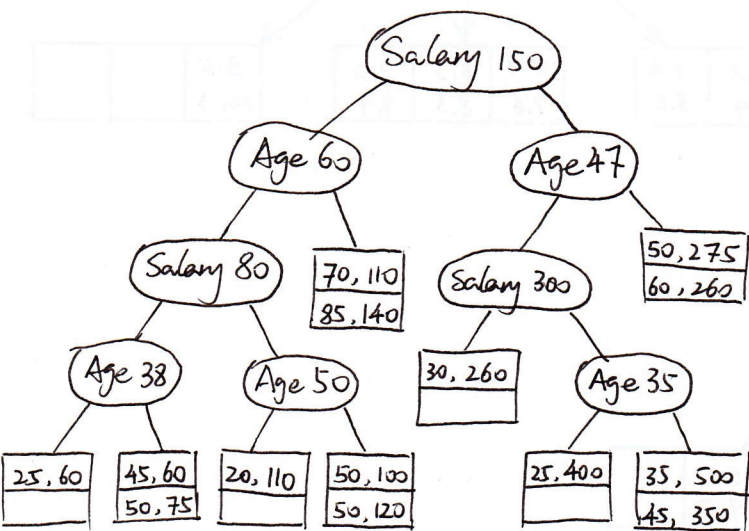 Salary 150
Age 60
Age 47
Salary 80
70, 110
85, 140
Salary 300
50, 275
60, 260
Age 38
Age 50
30, 260
Age 35
25, 60
45, 60
50, 75
20, 110
50, 100
50, 120
25, 400
35, 500
45, 350